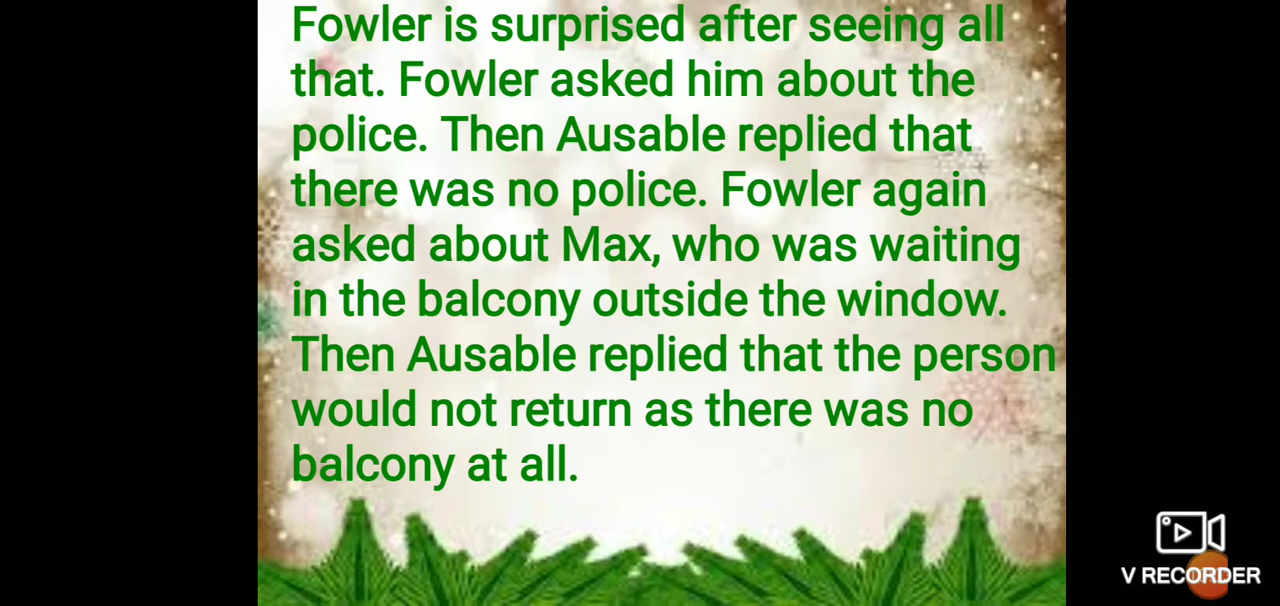 Fowler is surprised after seeing all
that. Fowler asked him about the
police. Then Ausable replied that
there was no police. Fowler again
asked about Max, who was waiting
in the balcony outside the window.
Then Ausable replied that the person
would not return as there was no
balcony at all.
V RECORDER